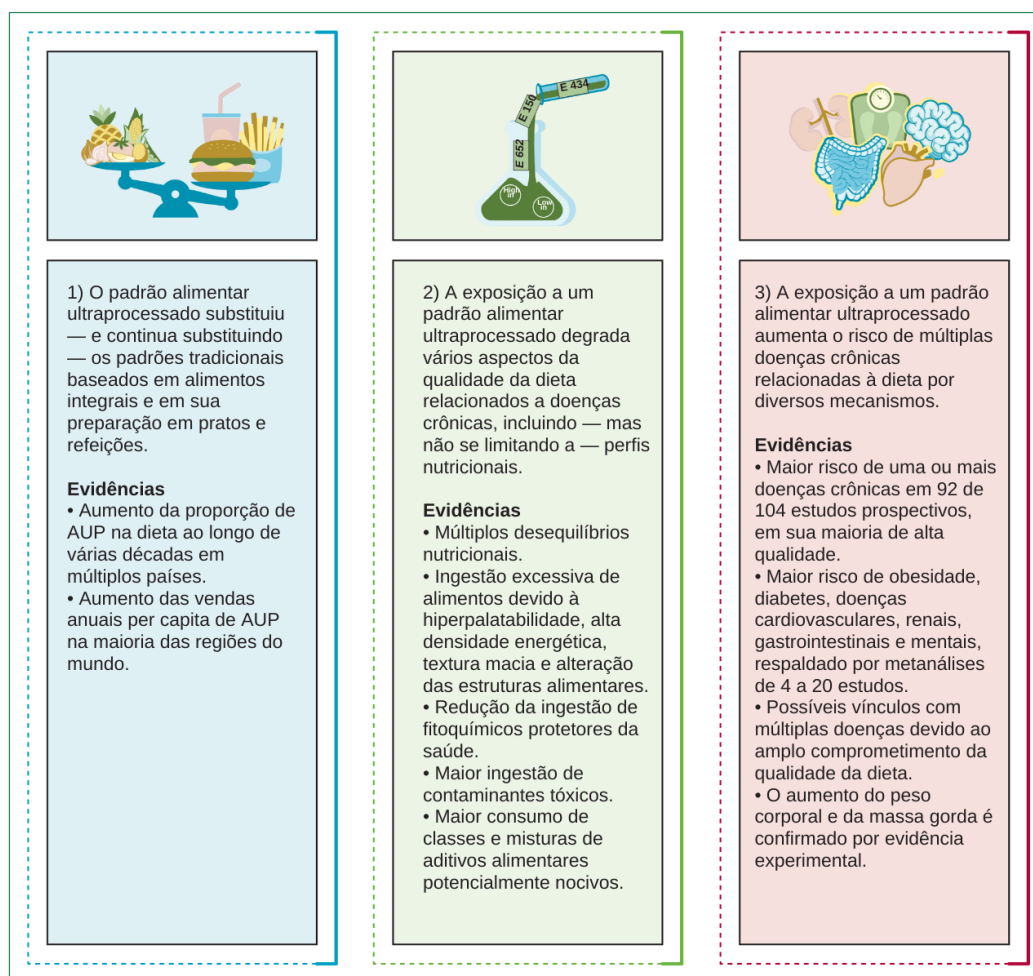 E 434
E 150
E 652
High
in
Low
in
1) O padrão alimentar
ultraprocessado substituiu
— e continua substituindo
— os padrões tradicionais
baseados em alimentos
integrais e em sua
preparação em pratos e
refeições.
Evidências
• Aumento da proporção de
AUP na dieta ao longo de
várias décadas em
múltiplos países.
• Aumento das vendas
anuais per capita de AUP
na maioria das regiões do
mundo.
2) A exposição a um
padrão alimentar
ultraprocessado degrada
vários aspectos da
qualidade da dieta
relacionados a doenças
crônicas, incluindo — mas
não se limitando a — perfis
nutricionais.
Evidências
• Múltiplos desequilíbrios
nutricionais.
• Ingestão excessiva de
alimentos devido à
hiperpalatabilidade, alta
densidade energética,
textura macia e alteração
das estruturas alimentares.
• Redução da ingestão de
fitoquímicos protetores da
saúde.
• Maior ingestão de
contaminantes tóxicos.
• Maior consumo de
classes e misturas de
aditivos alimentares
potencialmente nocivos.
3) A exposição a um padrão
alimentar ultraprocessado
aumenta o risco de múltiplas
doenças crônicas
relacionadas à dieta por
diversos mecanismos.
Evidências
• Maior risco de uma ou mais
doenças crônicas em 92 de
104 estudos prospectivos,
em sua maioria de alta
qualidade.
• Maior risco de obesidade,
diabetes, doenças
cardiovasculares, renais,
gastrointestinais e mentais,
respaldado por metanálises
de 4 a 20 estudos.
• Possíveis vínculos com
múltiplas doenças devido ao
amplo comprometimento da
qualidade da dieta.
• O aumento do peso
corporal e da massa gorda é
confirmado por evidência
experimental.